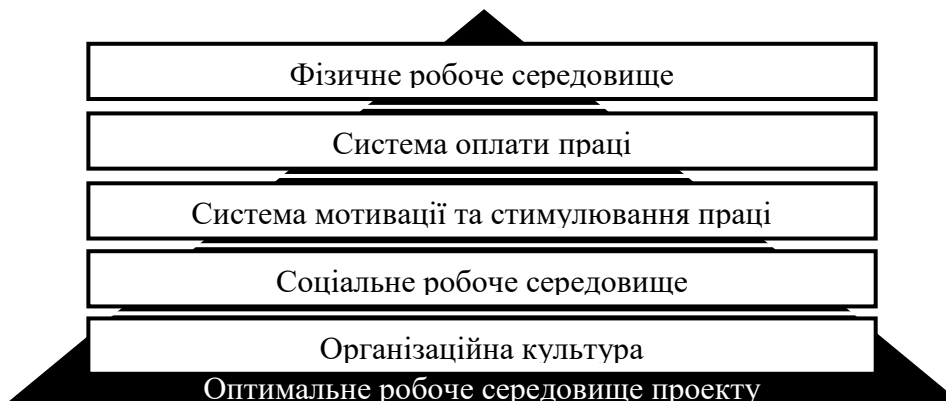 Фізичне робоче середовище
Система оплати праці
Система мотивації та стимулювання праці
Соціальне робоче середовище
Організаційна культура
Оптимальне робоче середовище проекту